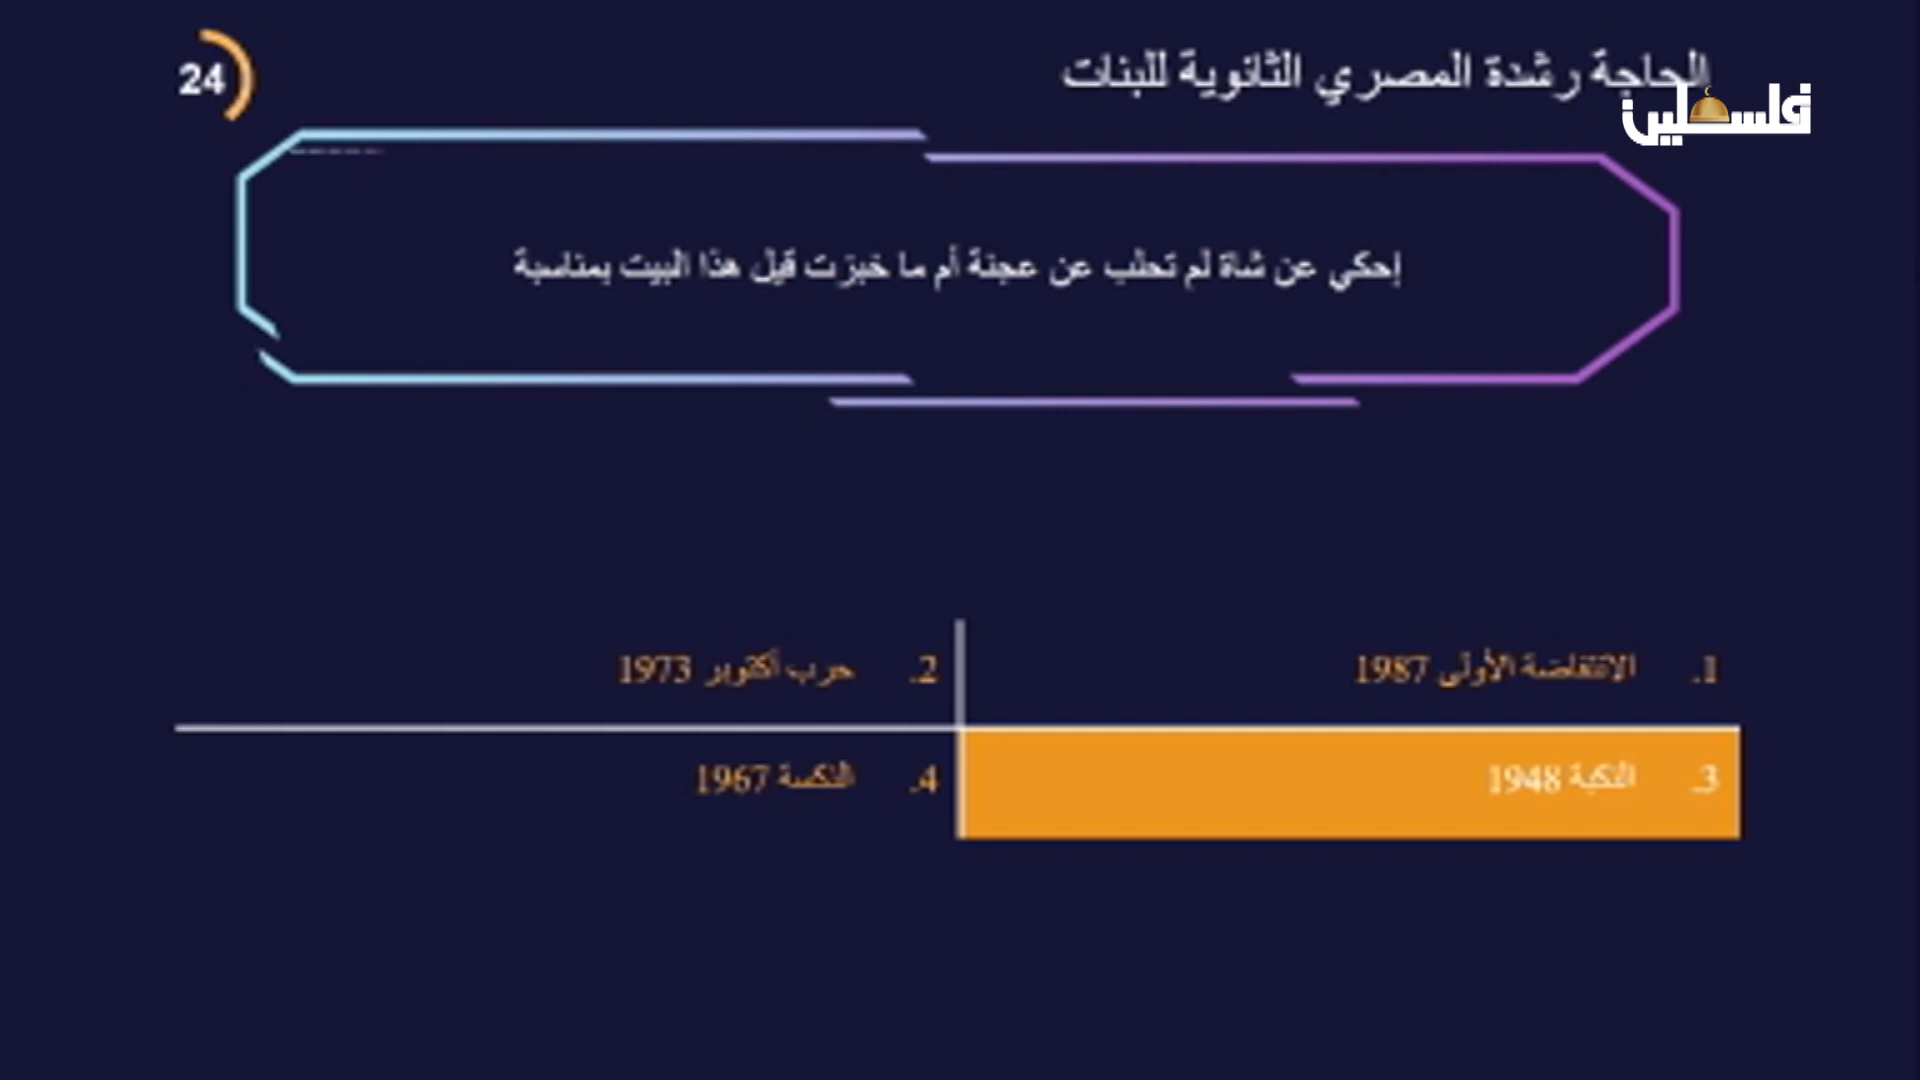 الحاجة رشدة المصري الثانوية للبنات
24
فلسطين
إحكي عن شاة لم تحلب عن عجنة أم ما خبزت قيل هذا البيت بمناسبة
1. الانتفاضة الأولى 1987
2. حرب أكتوبر 1973
3. النكبة 1948
4. النكسة 1967